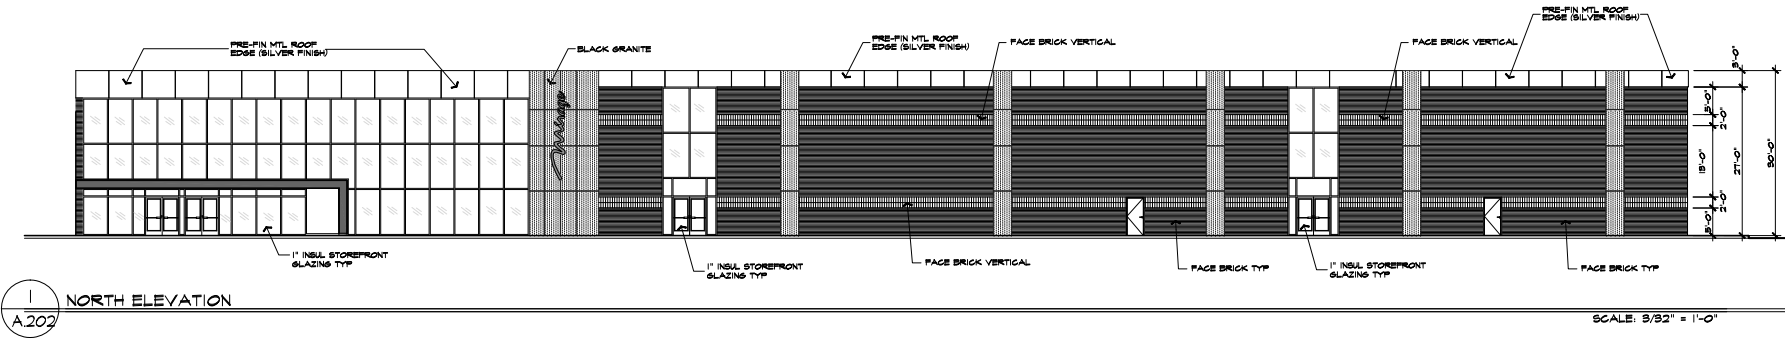 PRE-FIN MTL ROOF
EDGE (SILVER FINISH)
BLACK GRANITE
PRE-FIN MTL ROOF
EDGE (SILVER FINISH)
FACE BRICK VERTICAL
FACE BRICK VERTICAL
PRE-FIN MTL ROOF
EDGE (SILVER FINISH)
Mirage
3'-0"
5'-0"
2'-0"
13'-0"
27'-0"
30'-0"
2'-0"
5'-0"
1" INSUL STOREFRONT
GLAZING TYP
1" INSUL STOREFRONT
GLAZING TYP
FACE BRICK VERTICAL
FACE BRICK TYP
1" INSUL STOREFRONT
GLAZING TYP
FACE BRICK TYP
1
A.202
NORTH ELEVATION
SCALE: 3/32" = 1'-0"